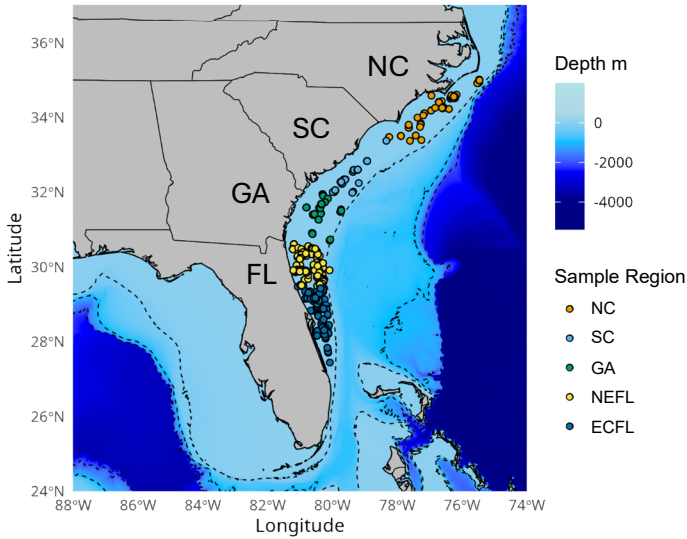 36°N
34°N
32°N
30°N
28°N
26°N
24°N
Latitude
88°W
86°W
84°W
82°W
80°W
78°W
76°W
74°W
Longitude
NC
SC
GA
FL
Depth m
0
-2000
-4000
Sample Region
NC
SC
GA
NEFL
ECFL